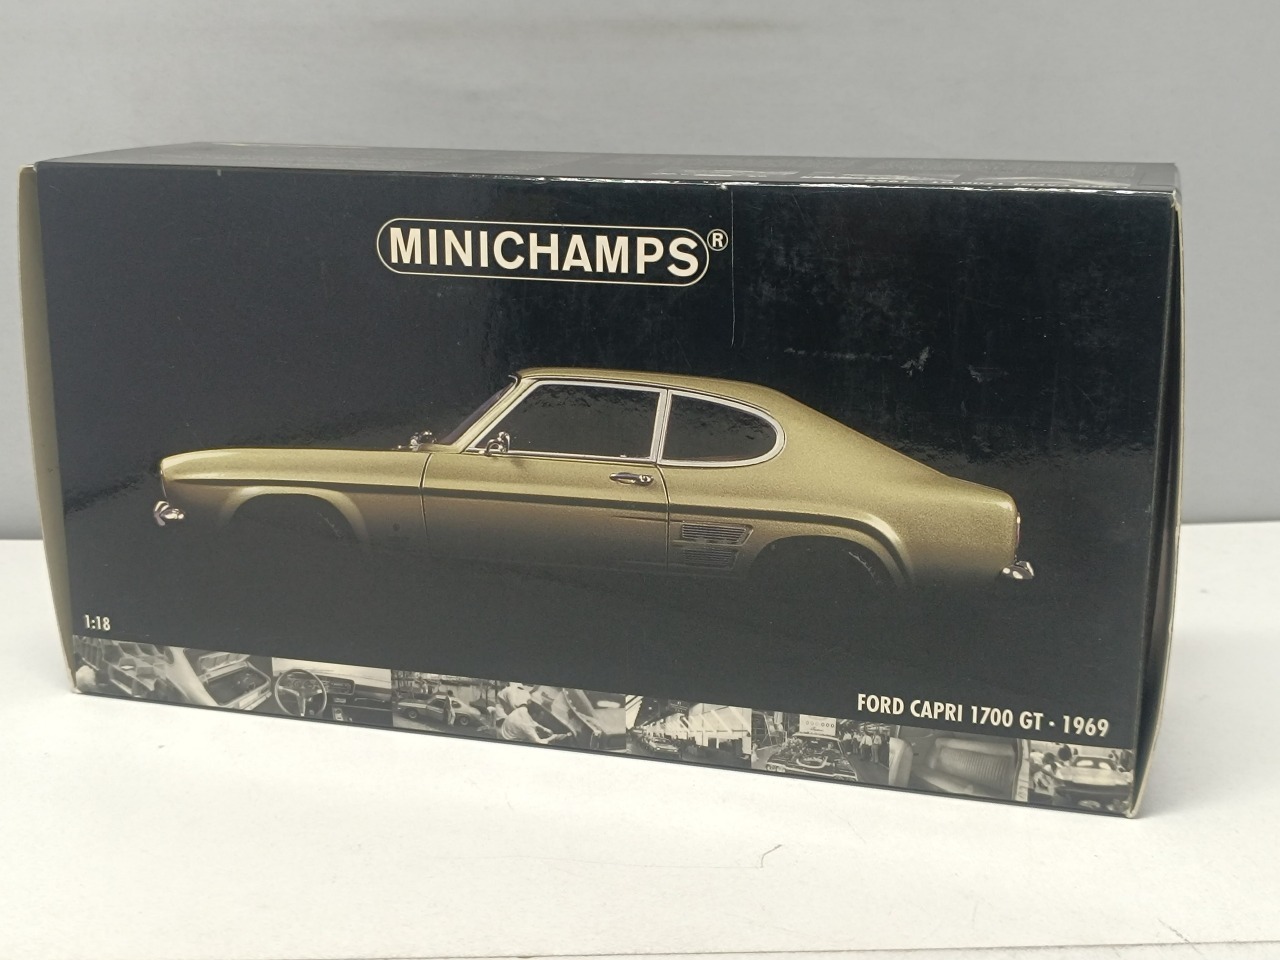 MINICHAMPS®
1:18
FORD CAPRI 1700 GT · 1969